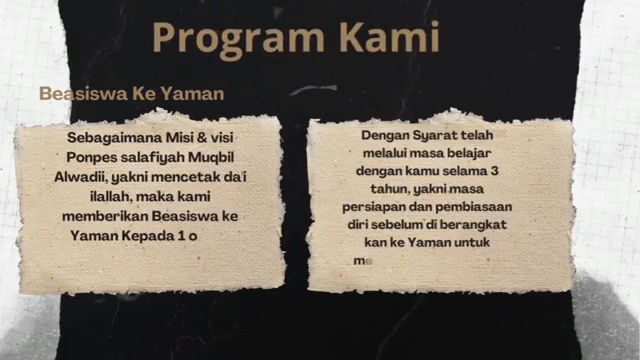 Program Kami
Beasiswa Ke Yaman
Sebagaimana Misi & visi
Ponpes salafiyah Muqbil
Alwadii, yakni mencetak da'i
ilallah, maka kami
memberikan Beasiswa ke
Yaman Kepada 1 o
Dengan Syarat telah
melalui masa belajar
dengan kamu selama 3
tahun, yakni masa
persiapan dan pembiasaan
diri sebelum di berangkat
kan ke Yaman untuk
me